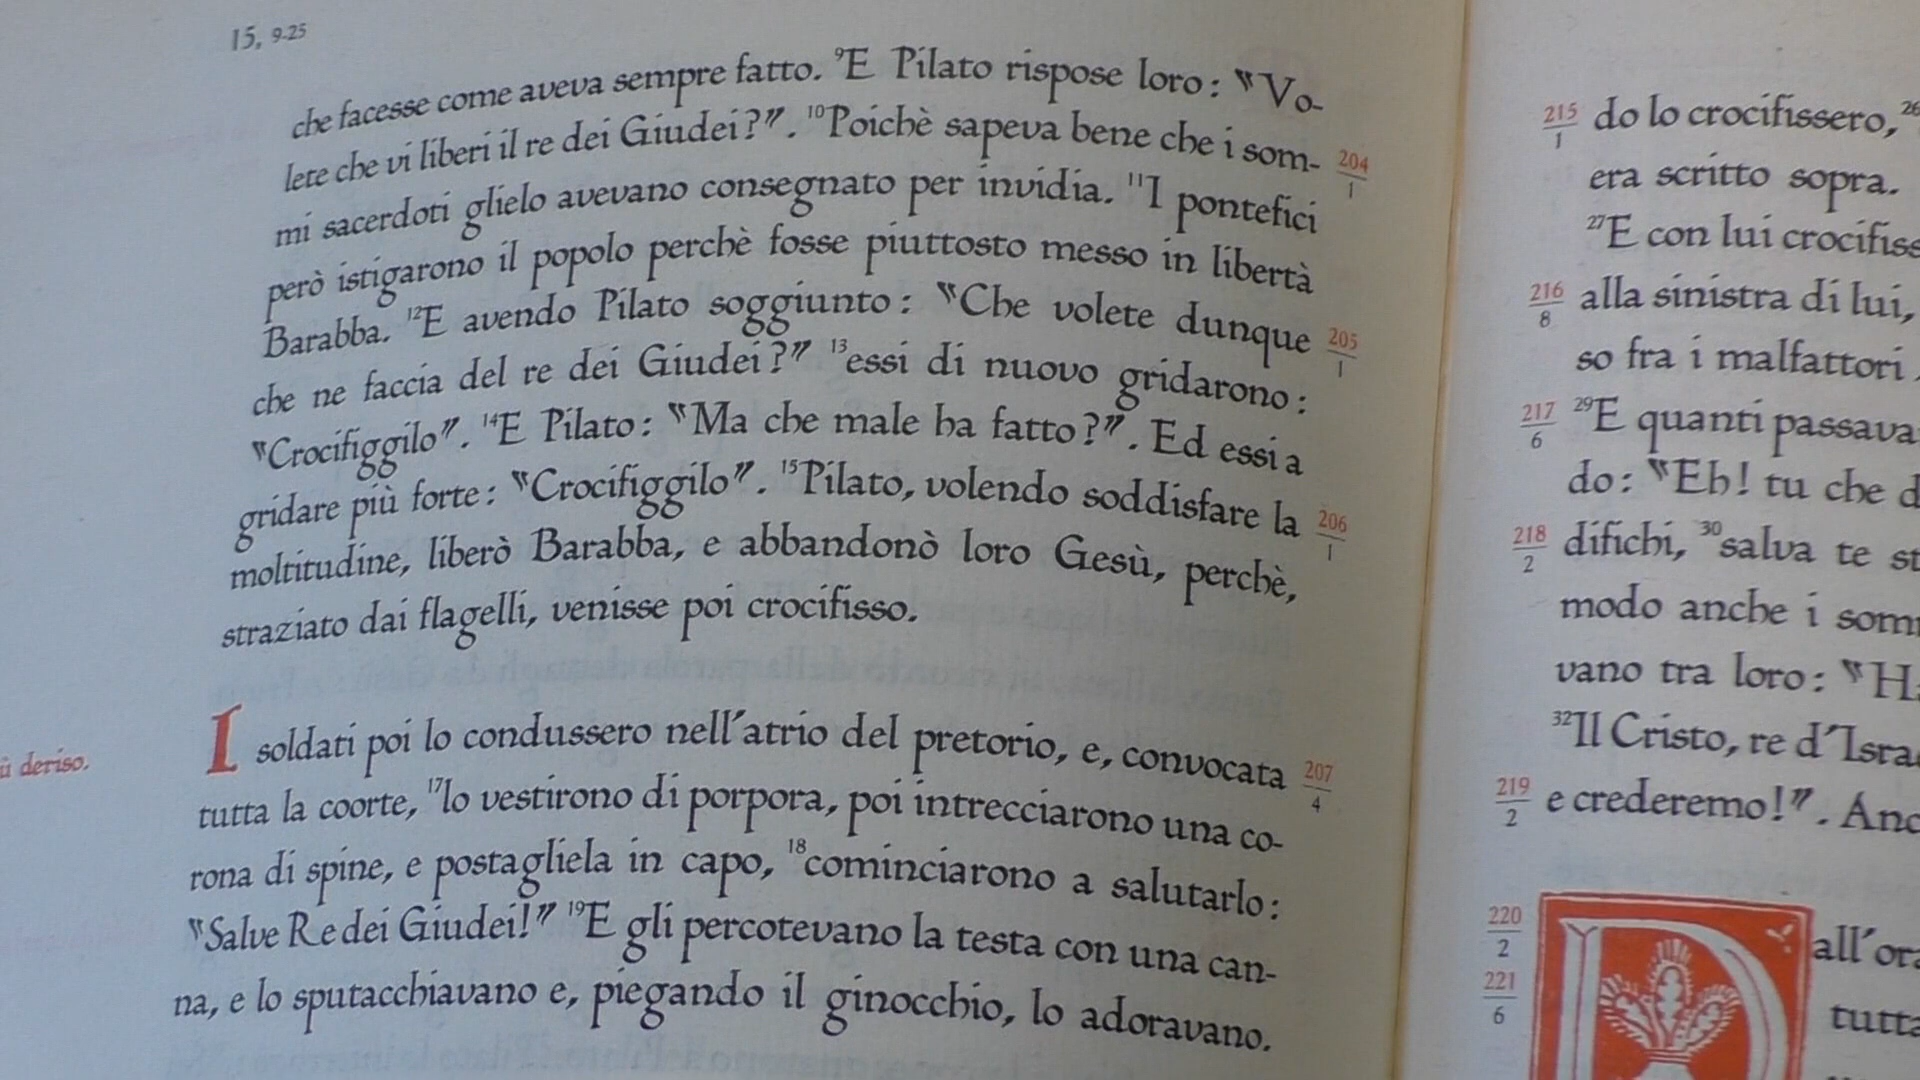 15, 9-25
che facesse come aveva sempre fatto. ⁹E Pilato rispose loro: "Vo-
lete che vi liberi il re dei Giudei?". ¹⁰Poichè sapeva bene che i som- 204/1
mi sacerdoti glielo avevano consegnato per invidia. ¹¹I pontefici
però istigarono il popolo perchè fosse piuttosto messo in libertà
Barabba. ¹²E avendo Pilato soggiunto: "Che volete dunque 205/1
che ne faccia del re dei Giudei?" ¹³essi di nuovo gridarono:
"Crocifiggilo". ¹⁴E Pilato: "Ma che male ha fatto?". Ed essi a
gridare più forte: "Crocifiggilo". ¹⁵Pilato, volendo soddisfare la 206/1
moltitudine, liberò Barabba, e abbandonò loro Gesù, perchè,
straziato dai flagelli, venisse poi crocifisso.
I soldati poi lo condussero nell'atrio del pretorio, e, convocata 207/4
ù deriso.
tutta la coorte, ¹⁷lo vestirono di porpora, poi intrecciarono una co-
rona di spine, e postagliela in capo, ¹⁸cominciarono a salutarlo:
"Salve Re dei Giudei!" ¹⁹E gli percotevano la testa con una can-
na, e lo sputacchiavano e, piegando il ginocchio, lo adoravano.
215/1 do lo crocifissero, ²⁶
era scritto sopra.
²⁷E con lui crocifiss
216/8 alla sinistra di lui,
so fra i malfattori
217/6 ²⁹E quanti passava
do: "Eh! tu che d
218/2 difichi, ³⁰salva te st
modo anche i somm
vano tra loro: "H
³²Il Cristo, re d'Isra
219/2 e crederemo!". Anc
220/2 Dall'ora
221/6 tutta